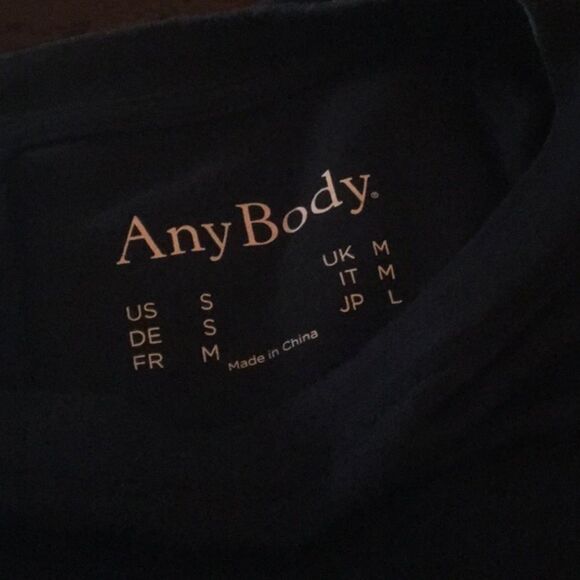 AnyBody®
US S
DE S
FR M
UK M
IT M
JP L
Made in China